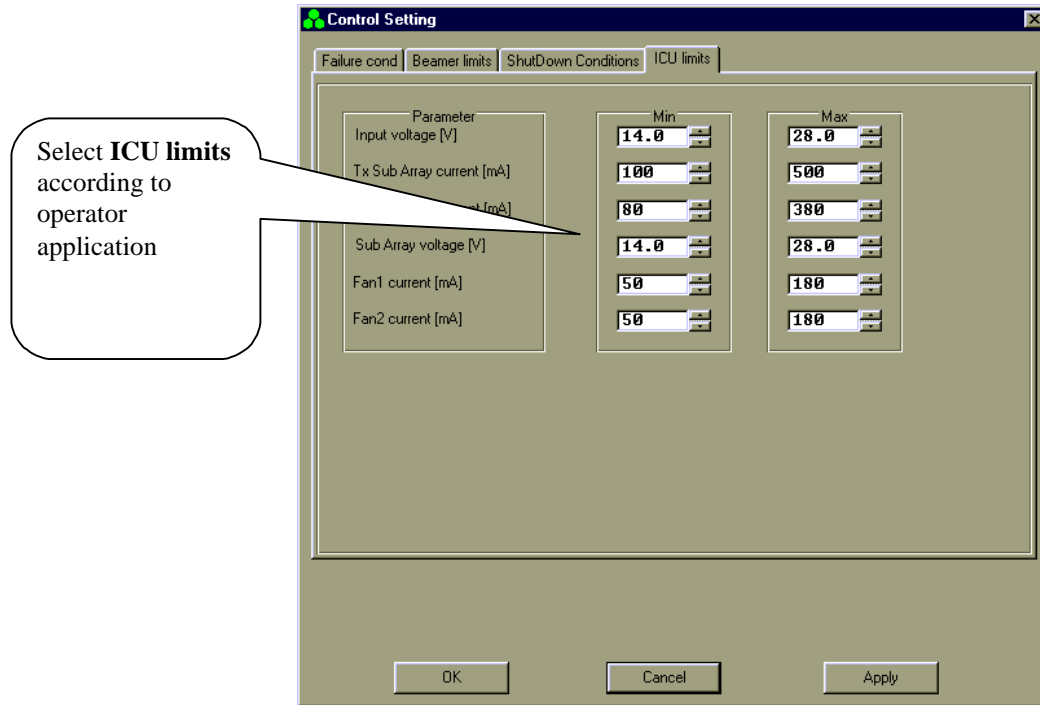 Control Setting
Failure cond Beamer limits ShutDown Conditions ICU limits
Select ICU limits
according to
operator
application
Parameter Min Max
Input voltage [V] 14.0 28.0
Tx Sub Array current [mA] 100 500
[mA] 80 380
Sub Array voltage [V] 14.0 28.0
Fan1 current [mA] 50 180
Fan2 current [mA] 50 180
OK Cancel Apply